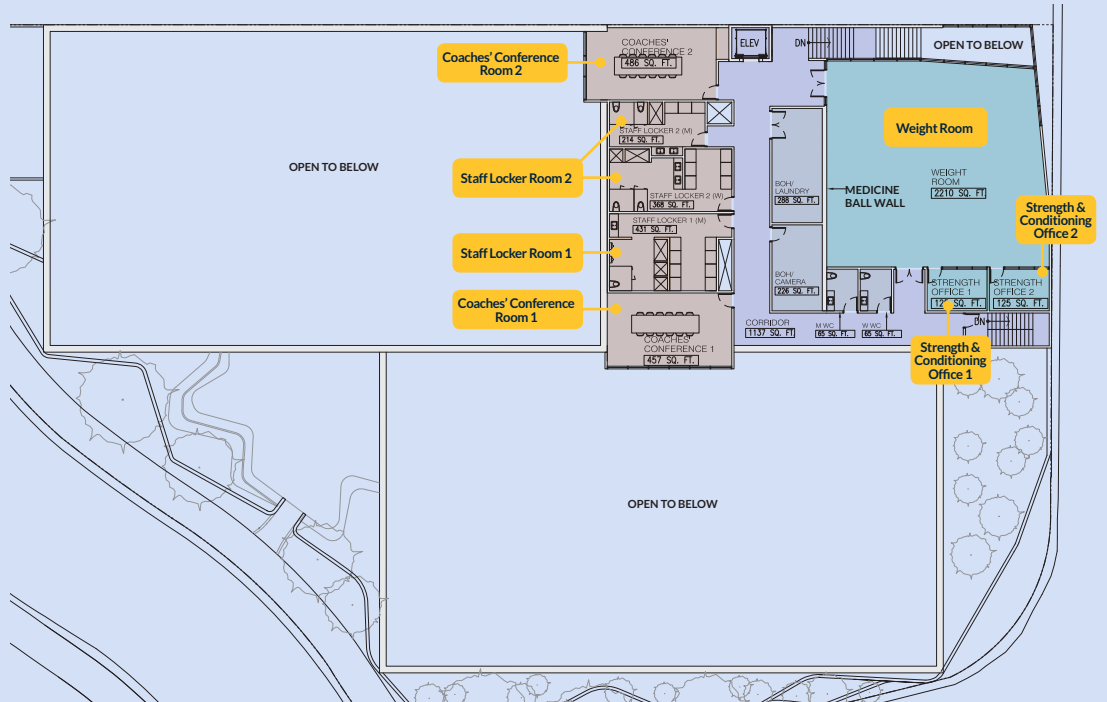 Coaches' Conference
Room 2
COACHES'
CONFERENCE 2
486 SQ. FT.
ELEV
DN
OPEN TO BELOW
Weight Room
STAFF LOCKER 2 (M)
214 SQ. FT.
OPEN TO BELOW
Staff Locker Room 2
STAFF LOCKER 2 (W)
368 SQ. FT.
BOH/
LAUNDRY
288 SQ. FT.
MEDICINE
BALL WALL
WEIGHT
ROOM
2210 SQ. FT.
Strength &
Conditioning
Office 2
STAFF LOCKER 1 (M)
431 SQ. FT.
Staff Locker Room 1
BOH/
CAMERA
226 SQ. FT.
STRENGTH
OFFICE 1
SQ. FT.
STRENGTH
OFFICE 2
125 SQ. FT.
Coaches' Conference
Room 1
COACHES'
CONFERENCE 1
457 SQ. FT.
CORRIDOR
1137 SQ. FT.
M WC
65 SQ. FT.
W WC
65 SQ. FT.
DN
Strength &
Conditioning
Office 1
OPEN TO BELOW